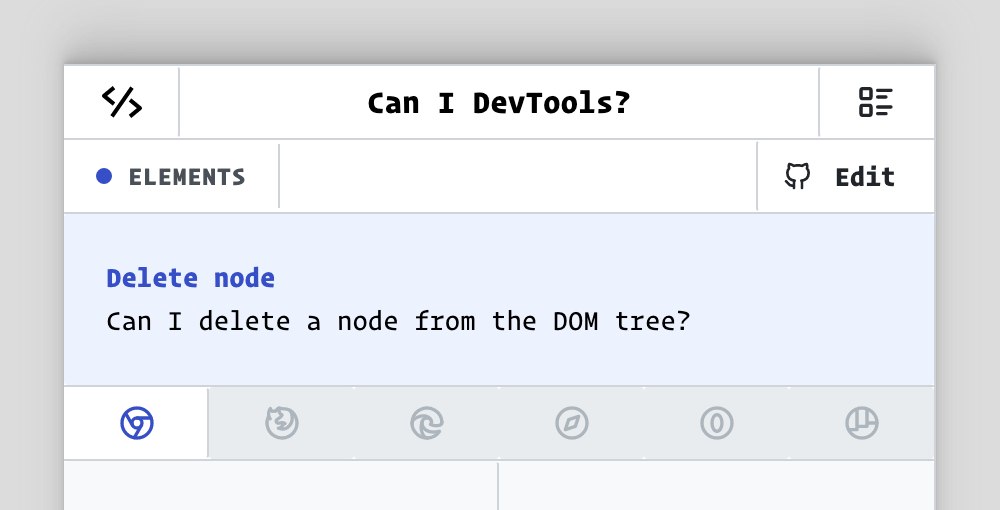 Can I DevTools?
ELEMENTS
Edit
Delete node
Can I delete a node from the DOM tree?